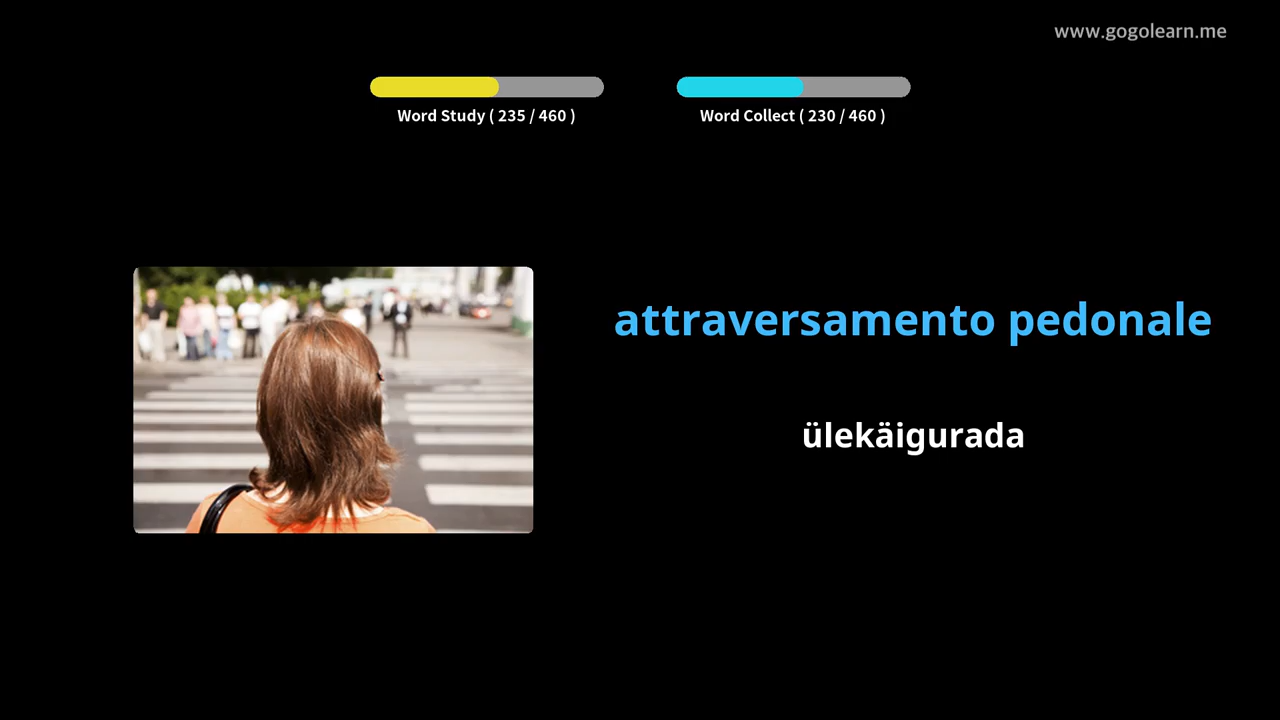 www.gogolearn.me
Word Study ( 235 / 460 )
Word Collect ( 230 / 460 )
attraversamento pedonale
ülekäigurada